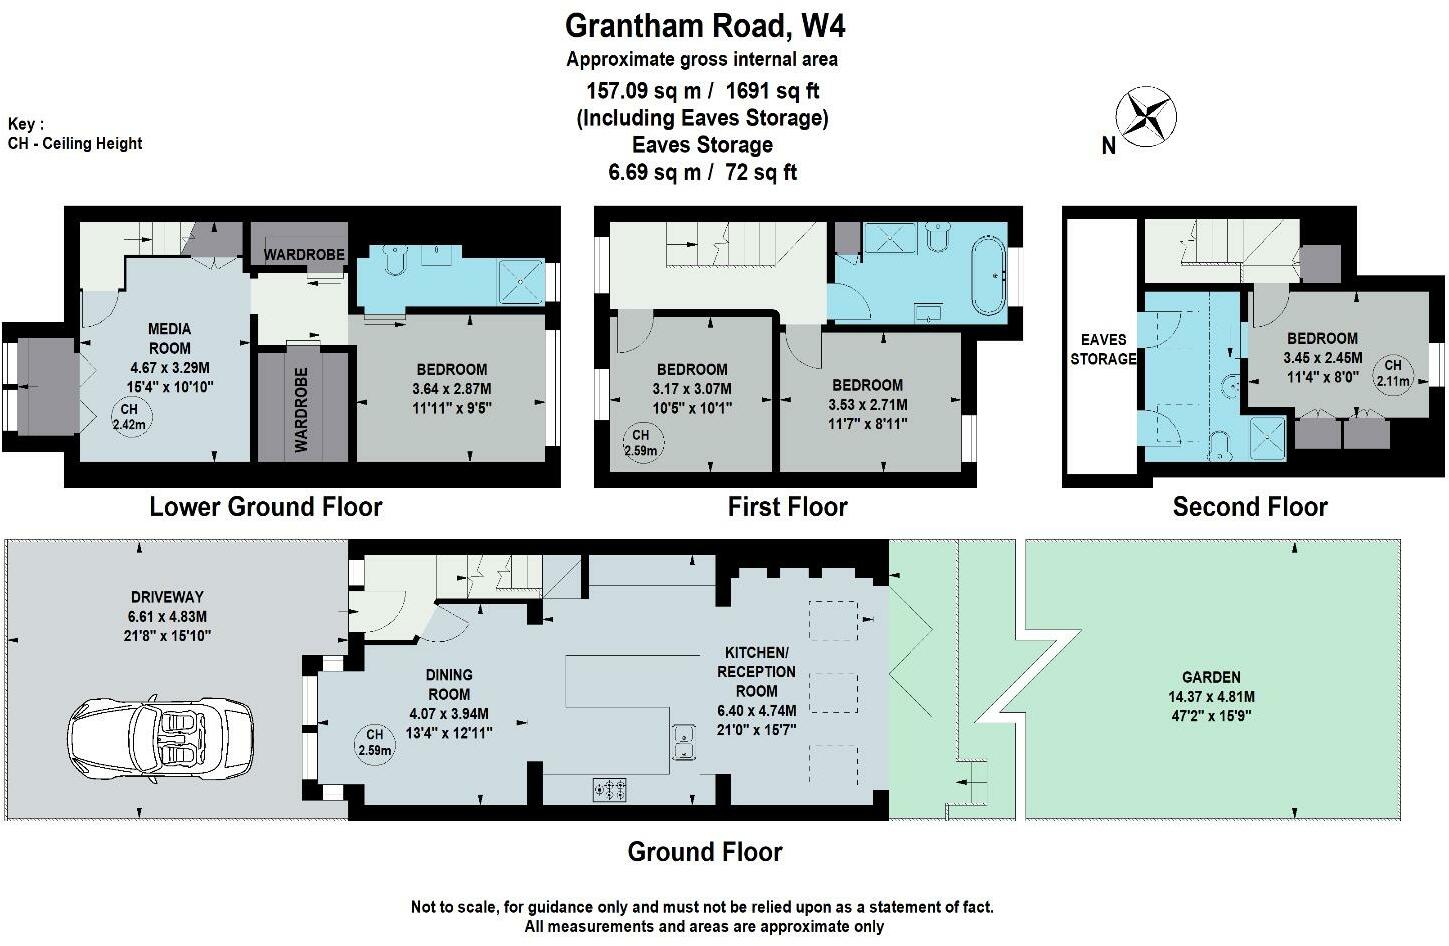 Grantham Road, W4
Approximate gross internal area
157.09 sq m / 1691 sq ft
(Including Eaves Storage)
Eaves Storage
6.69 sq m / 72 sq ft
Key :
CH - Ceiling Height
N
WARDROBE
MEDIA
ROOM
4.67 x 3.29M
15'4" x 10'10"
CH
2.42m
WARDROBE
BEDROOM
3.64 x 2.87M
11'11" x 9'5"
Lower Ground Floor
BEDROOM
3.17 x 3.07M
10'5" x 10'1"
CH
2.59m
BEDROOM
3.53 x 2.71M
11'7" x 8'11"
First Floor
EAVES
STORAGE
BEDROOM
3.45 x 2.45M
11'4" x 8'0"
CH
2.11m
Second Floor
DRIVEWAY
6.61 x 4.83M
21'8" x 15'10"
DINING
ROOM
4.07 x 3.94M
13'4" x 12'11"
CH
2.59m
KITCHEN/
RECEPTION
ROOM
6.40 x 4.74M
21'0" x 15'7"
GARDEN
14.37 x 4.81M
47'2" x 15'9"
Ground Floor
Not to scale, for guidance only and must not be relied upon as a statement of fact.
All measurements and areas are approximate only